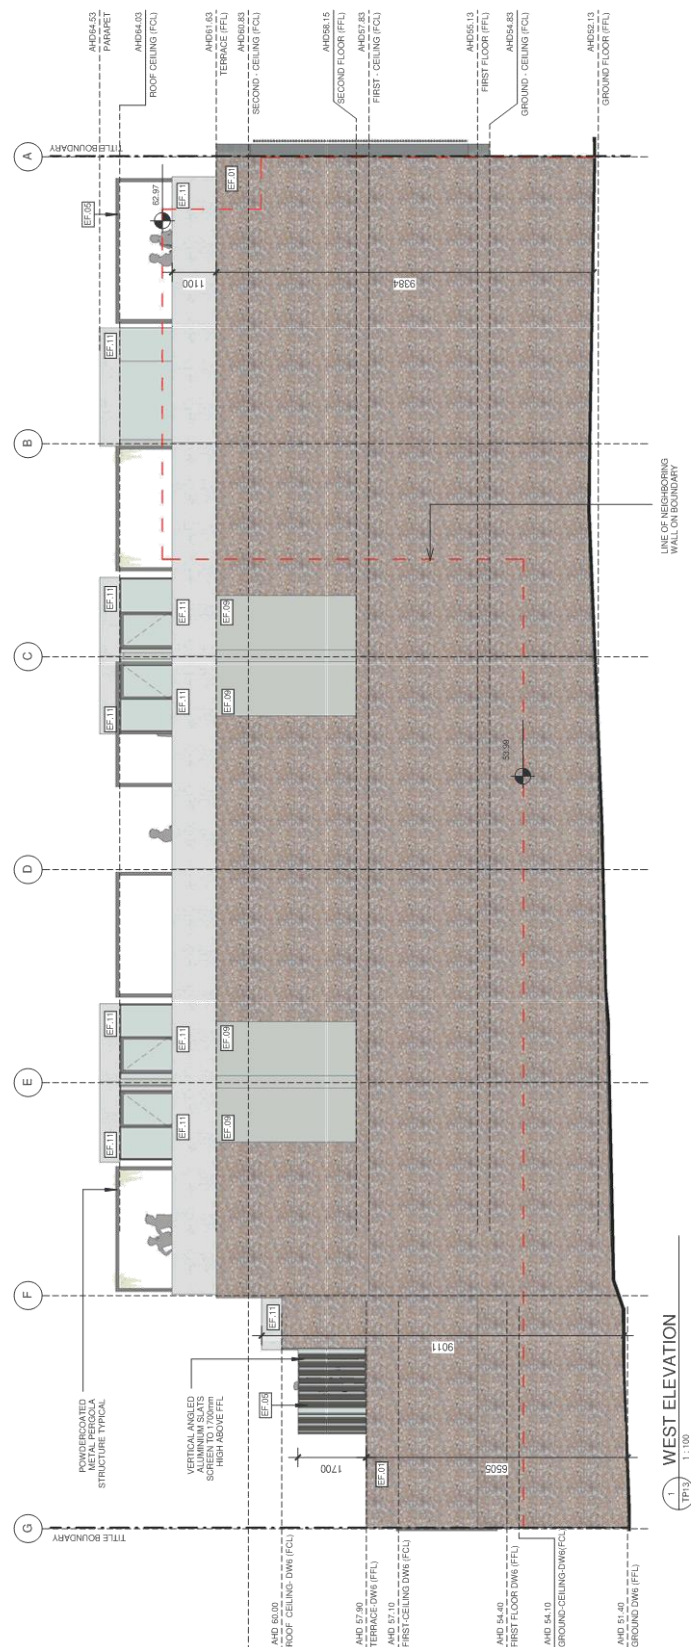 AHD64.53
PARAPET
AHD64.03
ROOF CEILING (FCL)
AHD61.63
TERRACE (FFL)
AHD60.83
SECOND - CEILING (FCL)
AHD58.15
SECOND FLOOR (FFL)
AHD57.83
FIRST - CEILING (FCL)
AHD55.13
FIRST FLOOR (FFL)
AHD54.83
GROUND - CEILING (FCL)
AHD52.13
GROUND FLOOR (FFL)
A
TITLE BOUNDARY
EF.05
62.97
EF.11
EF.01
1100
9384
EF.11
B
LINE OF NEIGHBORING
WALL ON BOUNDARY
EF.11
EF.11
EF.09
C
EF.11
EF.11
EF.09
53.99
D
EF.11
EF.11
EF.09
E
EF.11
EF.11
EF.09
F
EF.11
9011
POWDERCOATED
METAL PERGOLA
STRUCTURE TYPICAL
VERTICAL ANGLED
ALUMINIUM SLATS
SCREEN TO 1700mm
HIGH ABOVE FFL
EF.05
1700
EF.01
6505
G
TITLE BOUNDARY
AHD 60.00
ROOF CEILING- DW6 (FCL)
AHD 57.90
TERRACE-DW6 (FFL)
AHD 57.10
FIRST-CEILING DW6 (FCL)
AHD 54.40
FIRST FLOOR DW6 (FFL)
AHD 54.10
GROUND-CEILING-DW6(FCL)
AHD 51.40
GROUND DW6 (FFL)
1
TP13
WEST ELEVATION
1 : 100